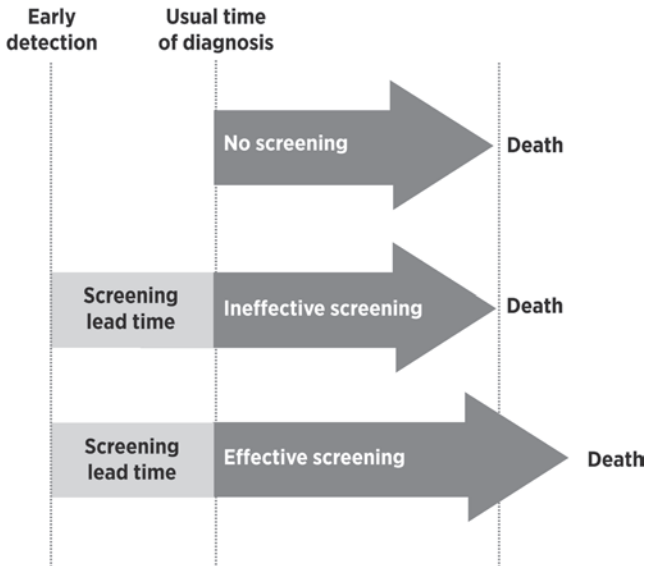 Early
detection
Usual time
of diagnosis
No screening
Death
Screening
lead time
Ineffective screening
Death
Screening
lead time
Effective screening
Death